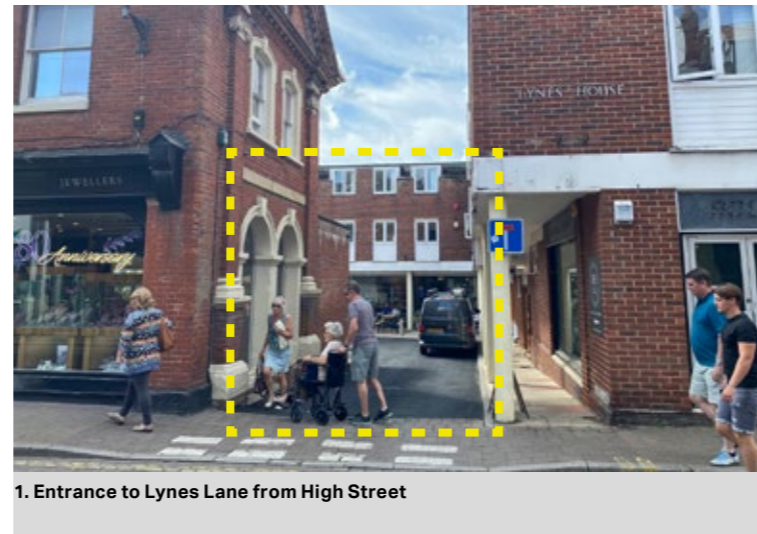 LYNES' HOUSE
JEWELLERS
Anniversary
1. Entrance to Lynes Lane from High Street